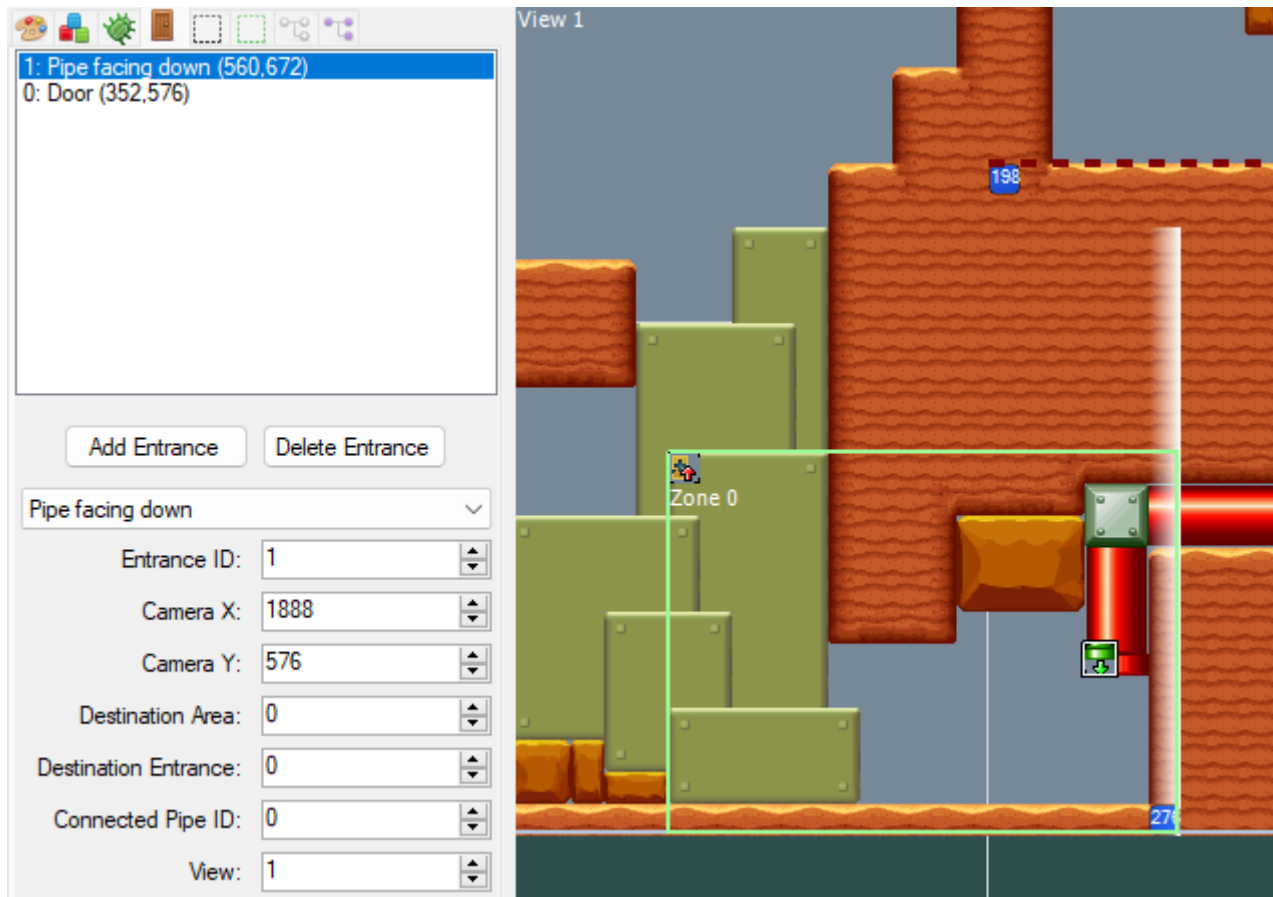 View 1
1: Pipe facing down (560,672)
0: Door (352,576)
198
Add Entrance
Delete Entrance
Zone 0
Pipe facing down
Entrance ID: 1
Camera X: 1888
Camera Y: 576
Destination Area: 0
Destination Entrance: 0
Connected Pipe ID: 0
276
View: 1